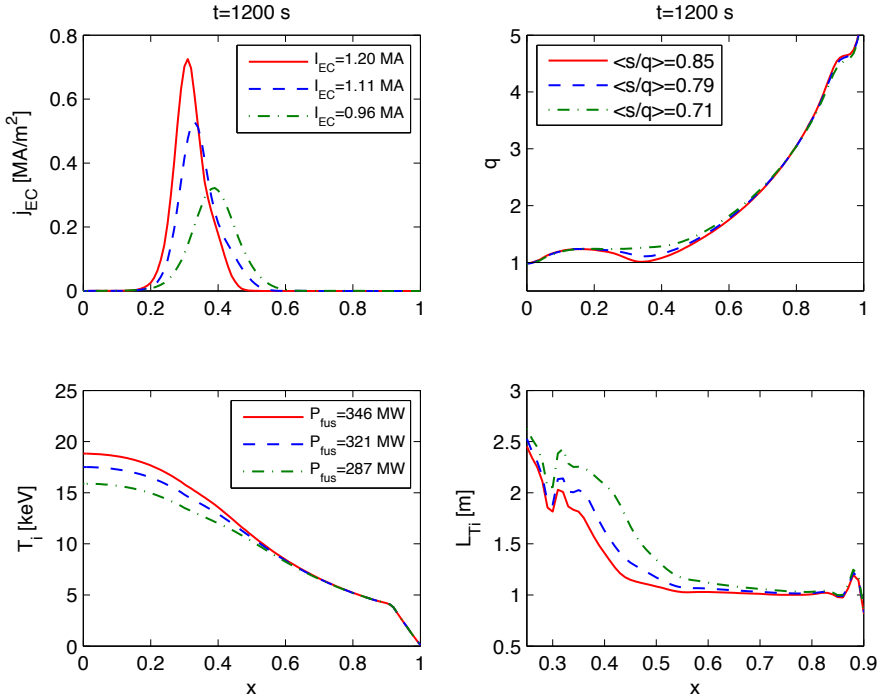 t=1200 s
j_EC [MA/m²]
0.8
0.6
0.4
0.2
0
0 0.2 0.4 0.6 0.8 1
I_EC=1.20 MA
I_EC=1.11 MA
I_EC=0.96 MA
t=1200 s
q
5
4
3
2
1
0 0.2 0.4 0.6 0.8 1
<s/q>=0.85
<s/q>=0.79
<s/q>=0.71
T_i [keV]
25
20
15
10
5
0
0 0.2 0.4 0.6 0.8 1
x
P_fus=346 MW
P_fus=321 MW
P_fus=287 MW
L_Ti [m]
3
2.5
2
1.5
1
0.5
0.3 0.4 0.5 0.6 0.7 0.8 0.9
x